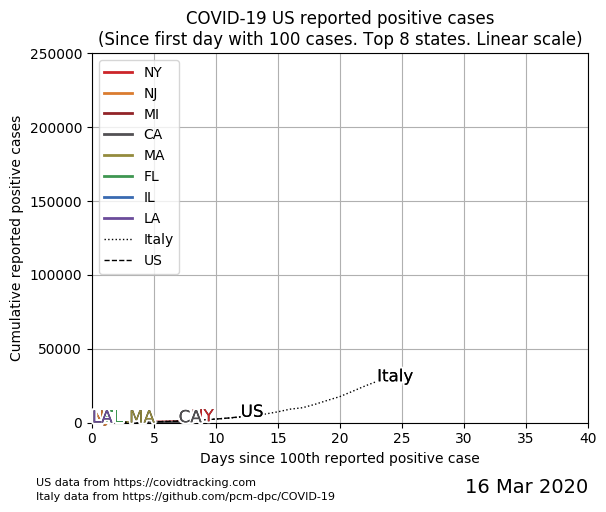 COVID-19 US reported positive cases
(Since first day with 100 cases. Top 8 states. Linear scale)
250000
200000
150000
100000
50000
0
Cumulative reported positive cases
NY
NJ
MI
CA
MA
FL
IL
LA
Italy
US
Italy
US
LA
MA
CA
0 5 10 15 20 25 30 35 40
Days since 100th reported positive case
US data from https://covidtracking.com
Italy data from https://github.com/pcm-dpc/COVID-19
16 Mar 2020